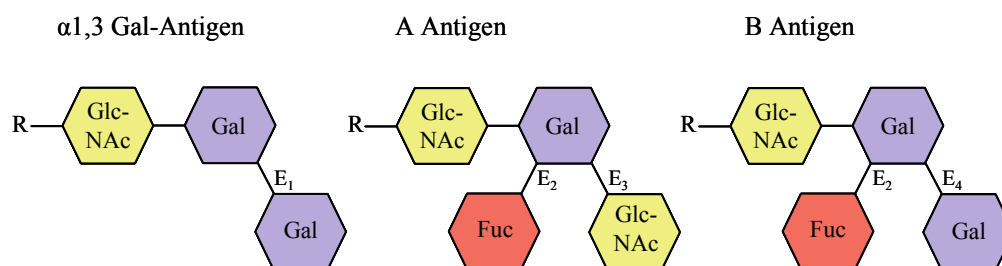 α1,3 Gal-Antigen
A Antigen
B Antigen
R
Glc-
NAc
Gal
E1
Gal
R
Glc-
NAc
Gal
E2
E3
Fuc
Glc-
NAc
R
Glc-
NAc
Gal
E2
E4
Fuc
Gal